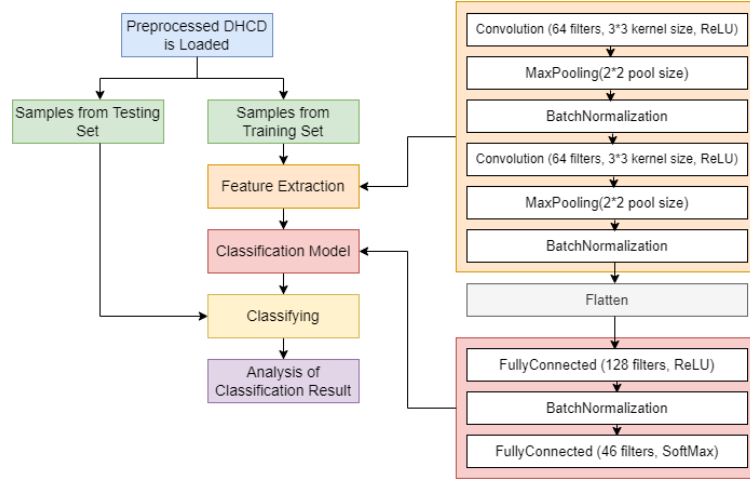 Preprocessed DHCD
is Loaded
Samples from Testing
Set
Samples from
Training Set
Feature Extraction
Classification Model
Classifying
Analysis of
Classification Result
Convolution (64 filters, 3*3 kernel size, ReLU)
MaxPooling(2*2 pool size)
BatchNormalization
Convolution (64 filters, 3*3 kernel size, ReLU)
MaxPooling(2*2 pool size)
BatchNormalization
Flatten
FullyConnected (128 filters, ReLU)
BatchNormalization
FullyConnected (46 filters, SoftMax)